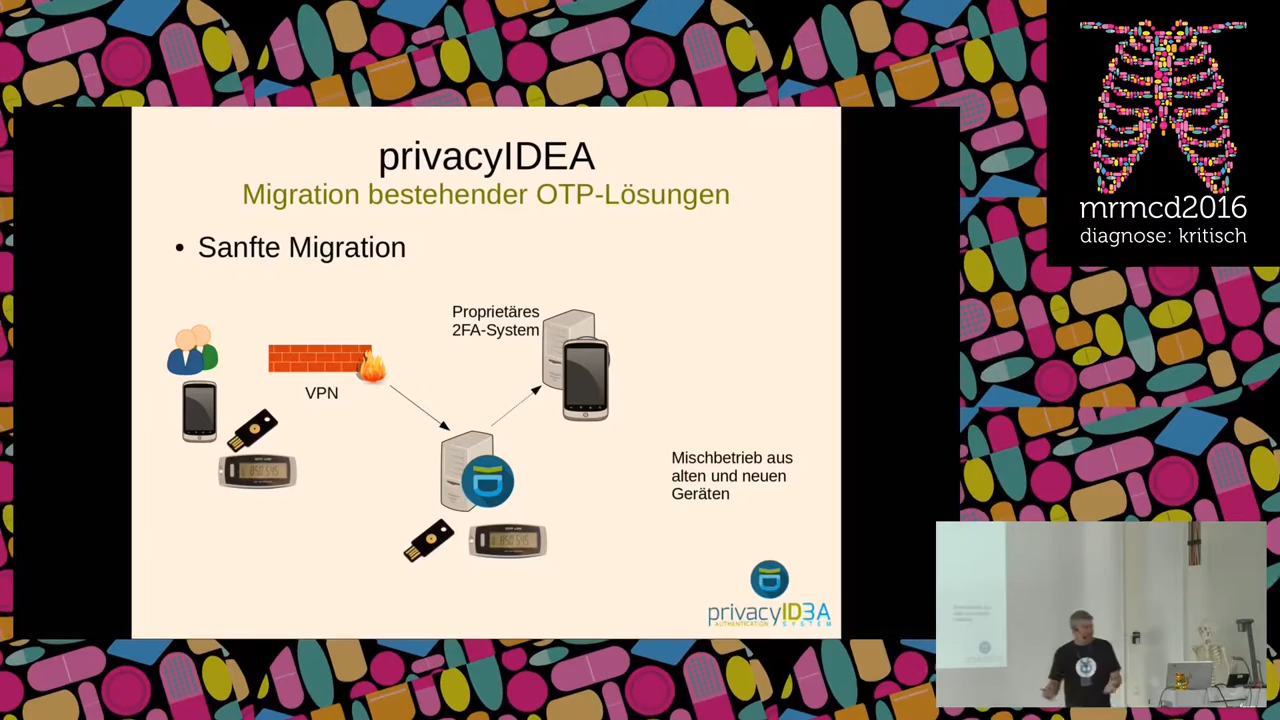 privacyIDEA
Migration bestehender OTP-Lösungen
• Sanfte Migration
Proprietäres
2FA-System
VPN
Mischbetrieb aus
alten und neuen
Geräten
privacyID3A
AUTHENTICATION SYSTEM
mrmcd2016
diagnose: kritisch